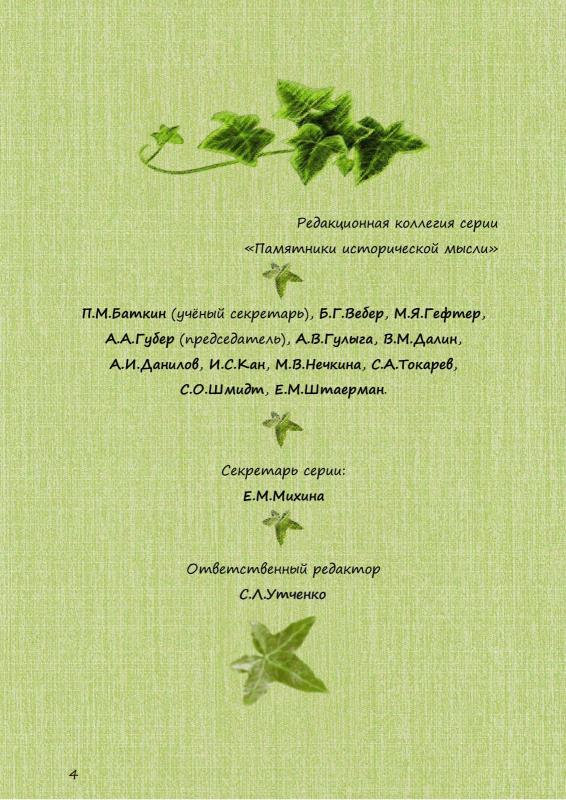 Редакционная коллегия серии
«Памятники исторической мысли»
П.М.Баткин (учёный секретарь), Б.Г.Вебер, М.Я.Гефтер,
А.А.Губер (председатель), А.В.Гулыга, В.М.Далин,
А.И.Данилов, И.С.Кан, М.В.Нечкина, С.А.Токарев,
С.О.Шмидт, Е.М.Штаерман.
Секретарь серии:
Е.М.Михина
Ответственный редактор
С.Л.Утченко
4